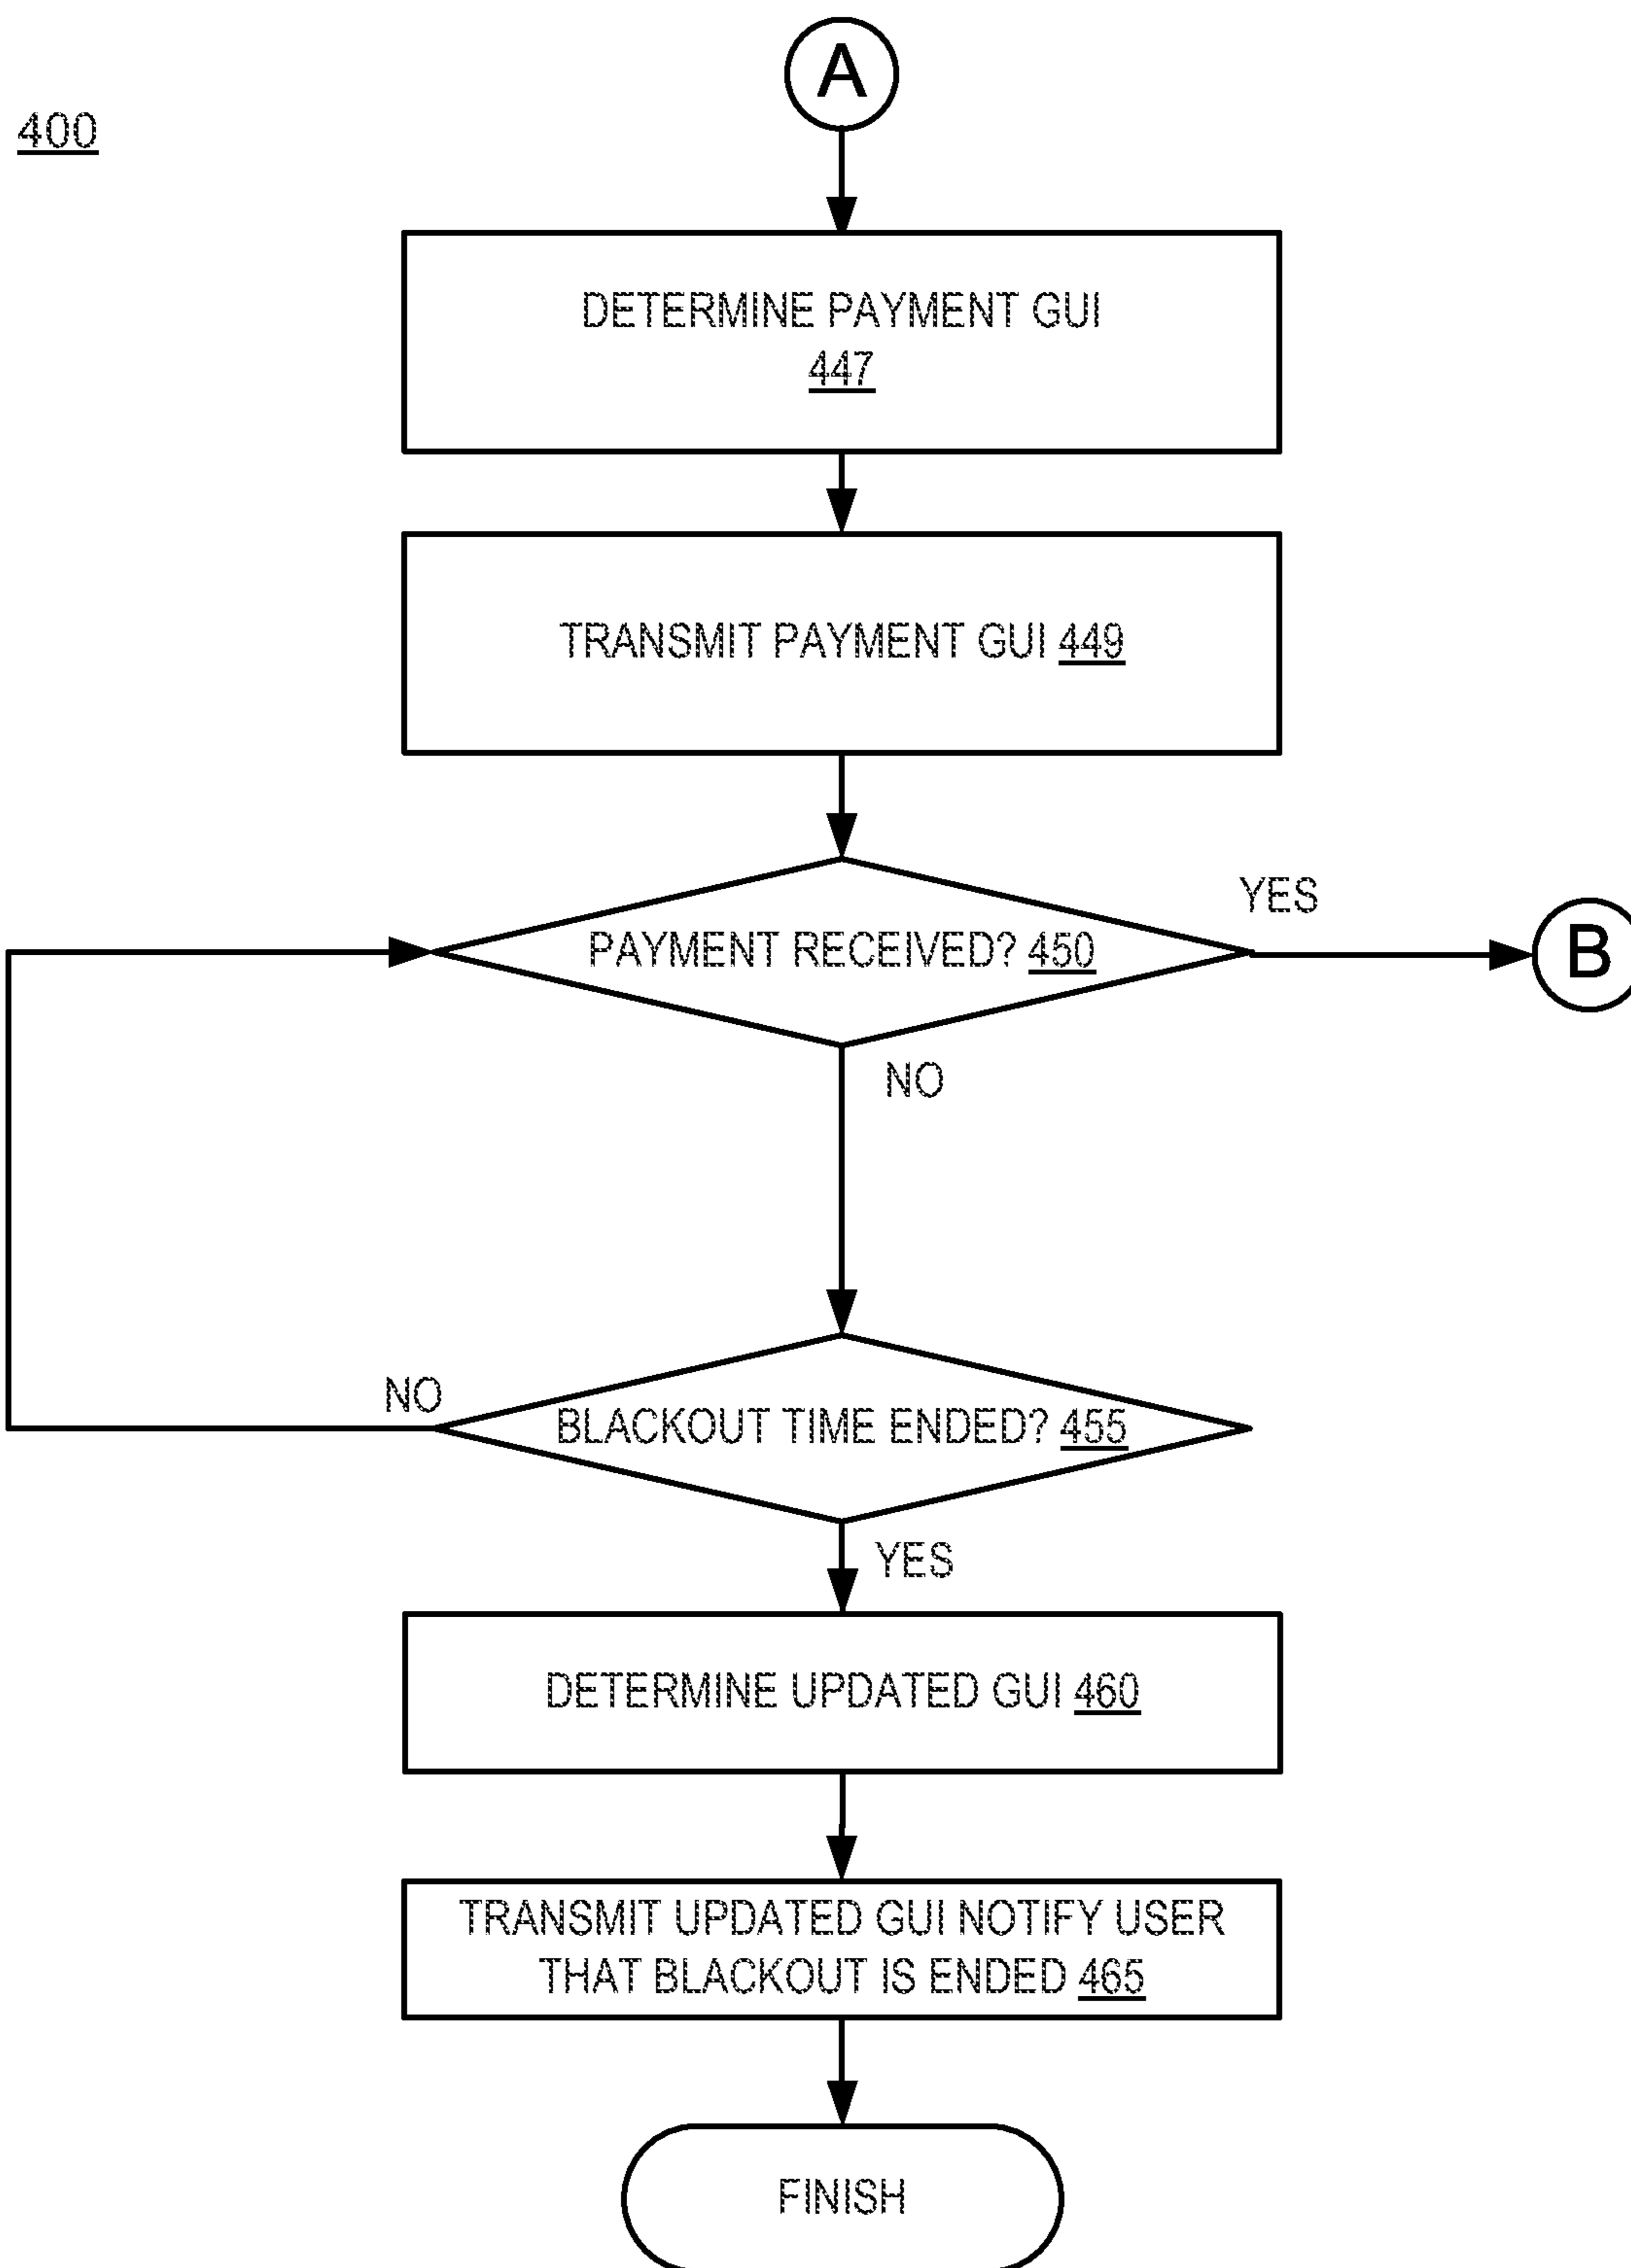 A
400
DETERMINE PAYMENT GUI
447
TRANSMIT PAYMENT GUI 449
YES
PAYMENT RECEIVED? 450
B
NO
NO
BLACKOUT TIME ENDED? 455
YES
DETERMINE UPDATED GUI 460
TRANSMIT UPDATED GUI NOTIFY USER
THAT BLACKOUT IS ENDED 465
FINISH